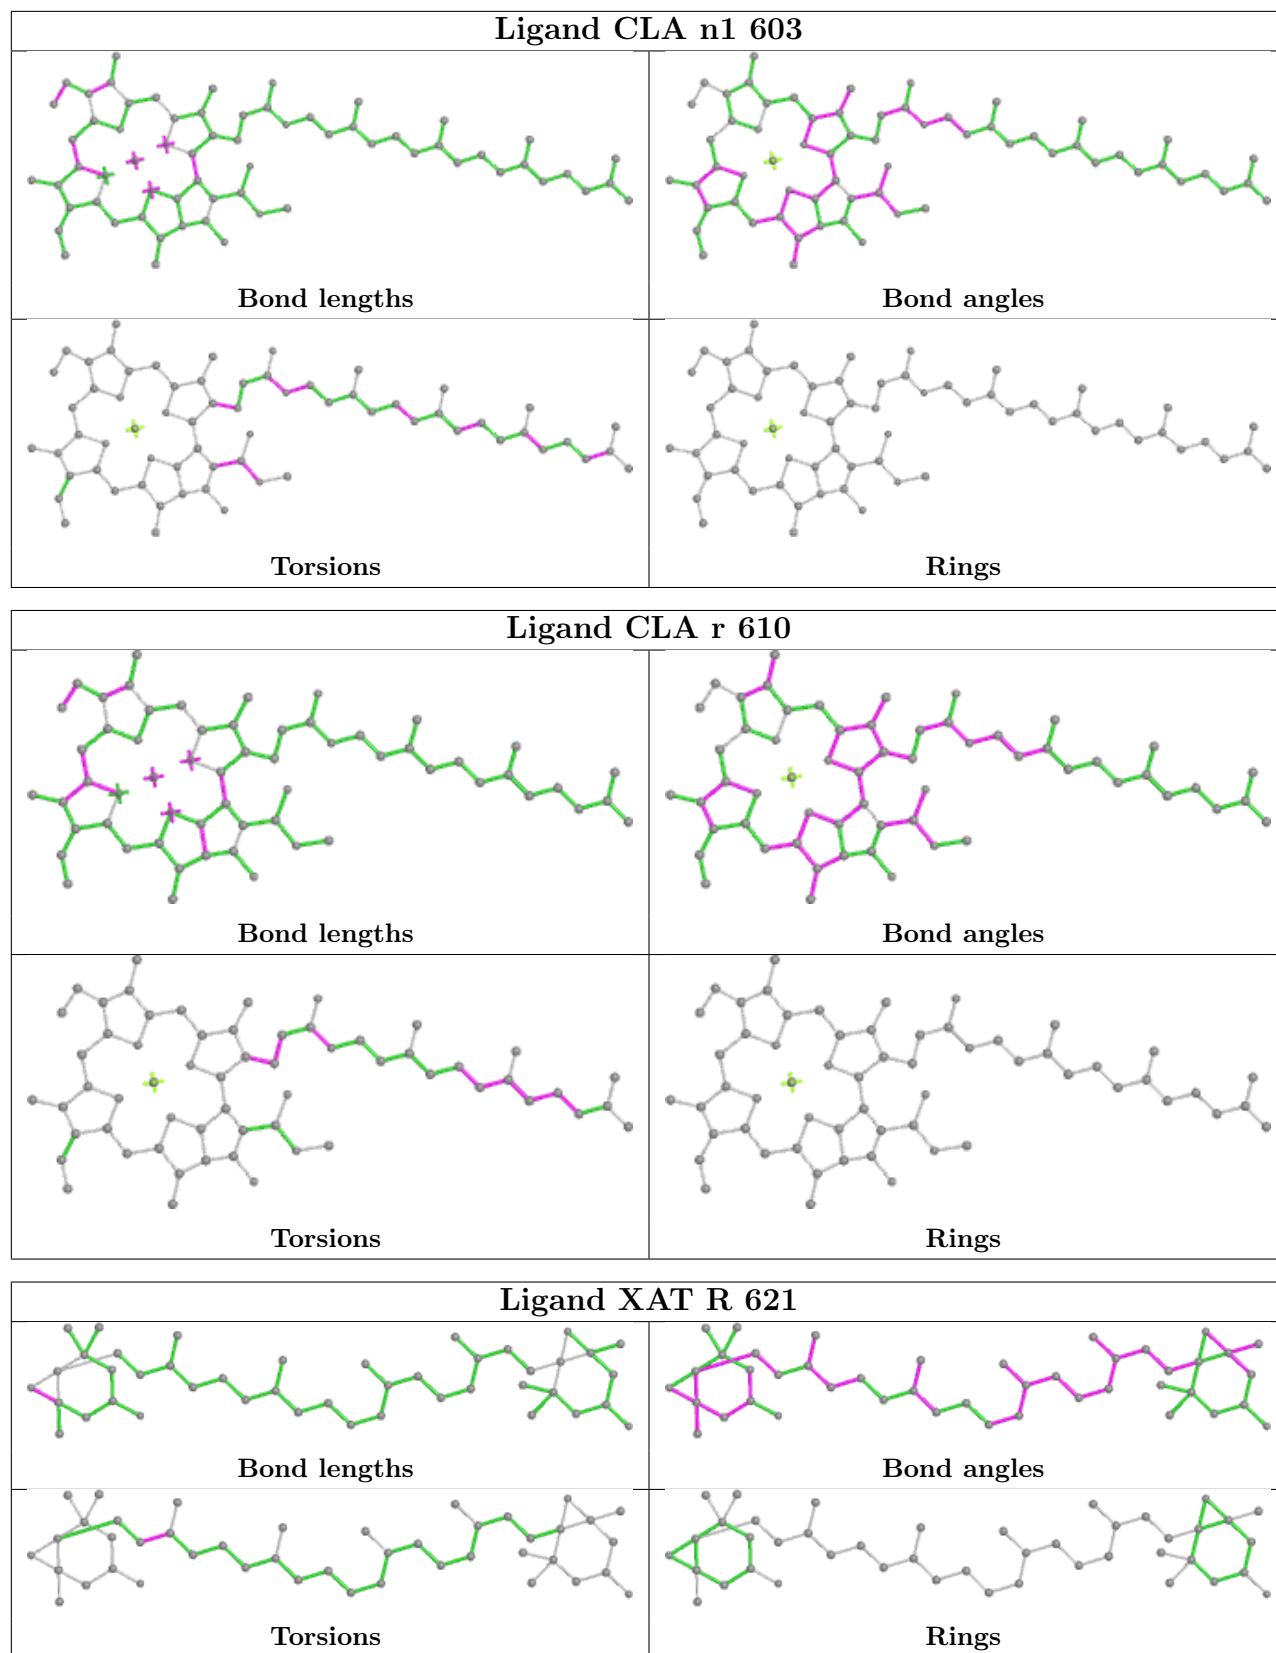 Ligand CLA n1 603
Bond lengths
Bond angles
Torsions
Rings
Ligand CLA r 610
Bond lengths
Bond angles
Torsions
Rings
Ligand XAT R 621
Bond lengths
Bond angles
Torsions
Rings